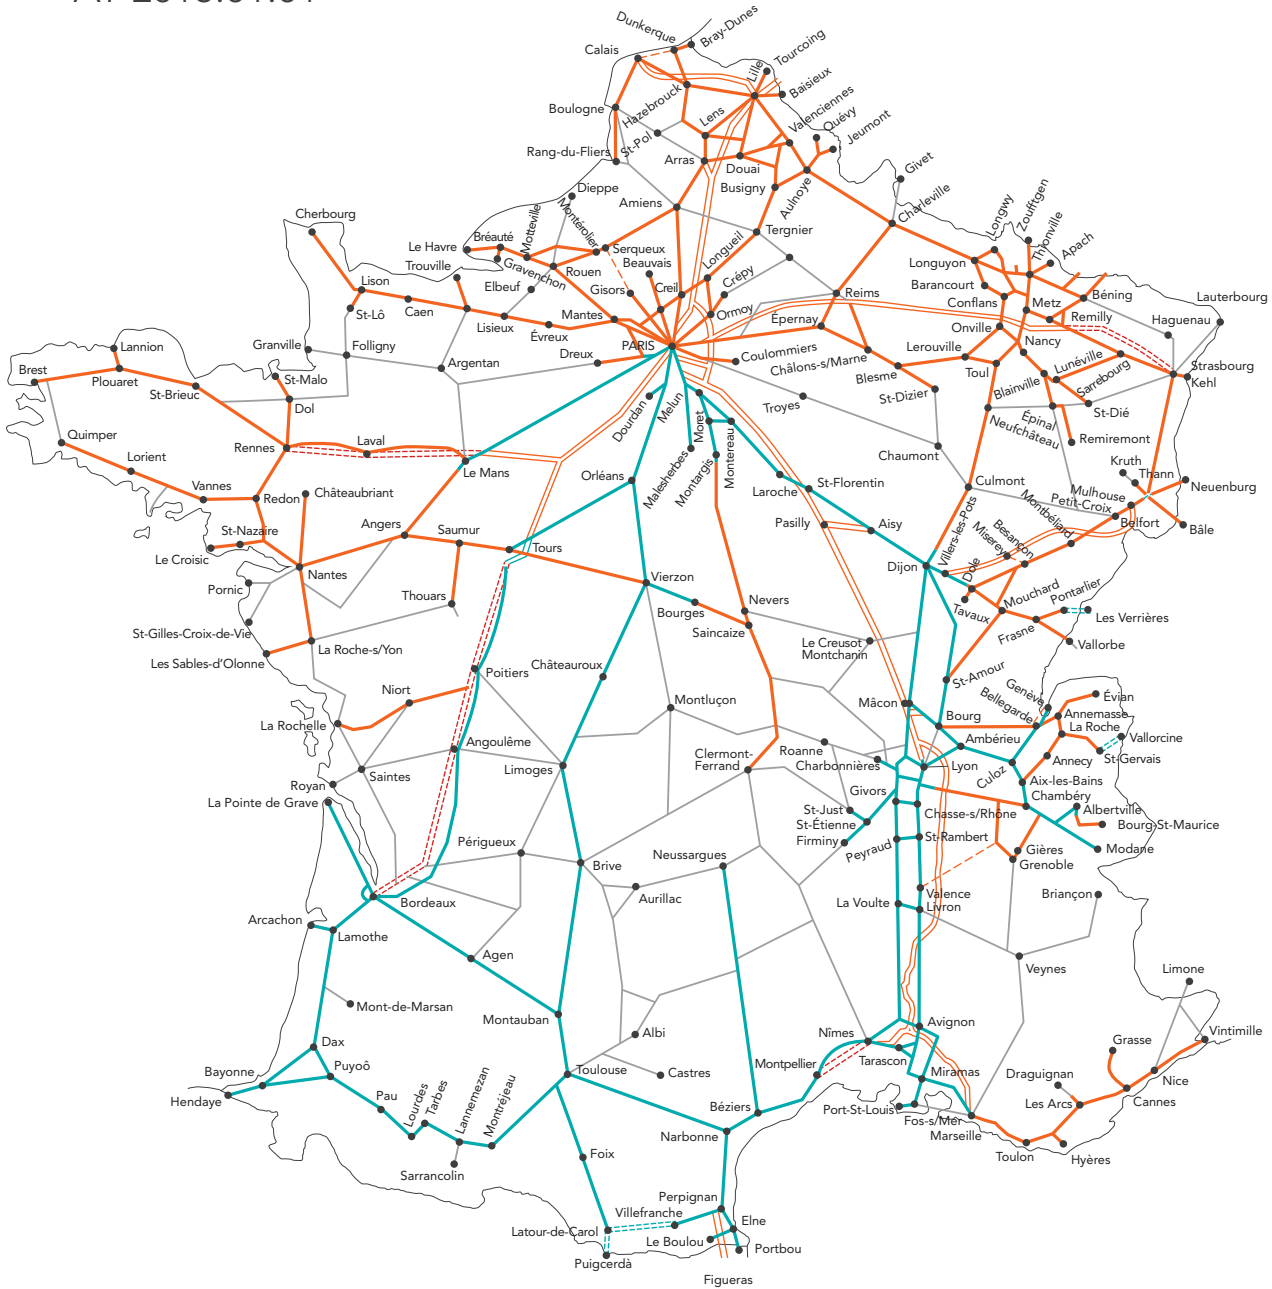 Dunkerque
Bray-Dunes
Calais
Lille
Tourcoing
Baisieux
Boulogne
Hazebrouck
Lens
Valenciennes
Quévy
Jeumont
Rang-du-Fliers
St-Pol
Arras
Douai
Busigny
Aulnoye
Givet
Dieppe
Amiens
Charleville
Cherbourg
Motteville
Montérolier
Tergnier
Longwy
Zoufftgen
Thionville
Apach
Le Havre
Bréauté
Serqueux
Longueil
Gravenchon
Rouen
Beauvais
Crépy
Longuyon
Trouville
Elbeuf
Gisors
Creil
Barancourt
Lison
Ormoy
Reims
Conflans
Metz
Béning
Lauterbourg
St-Lô
Caen
Lisieux
Mantes
Épernay
Onville
Remilly
Haguenau
Évreux
PARIS
Nancy
Granville
Folligny
Dreux
Coulommiers
Lerouville
Lunéville
Lannion
Argentan
Châlons-s/Marne
Toul
Strasbourg
Brest
Plouaret
St-Malo
Blesme
Blainville
Sarrebourg
Kehl
St-Brieuc
Dol
Dourdan
Melun
Troyes
St-Dizier
Épinal
St-Dié
Neufchâteau
Quimper
Rennes
Laval
Moret
Chaumont
Remiremont
Lorient
Le Mans
Malesherbes
Montargis
Montereau
Kruth
Thann
Vannes
Redon
Châteaubriant
Orléans
Laroche
St-Florentin
Culmont
Mulhouse
Neuenburg
Petit-Croix
Montbéliard
Belfort
Bâle
St-Nazaire
Angers
Saumur
Pasilly
Aisy
Villers-les-Pots
Besançon
Miserey
Le Croisic
Tours
Dijon
Dole
Nantes
Vierzon
Pornic
Thouars
Bourges
Nevers
Tavaux
Mouchard
Pontarlier
St-Gilles-Croix-de-Vie
Saincaize
Frasne
Les Verrières
La Roche-s/Yon
Le Creusot
Montchanin
Vallorbe
Les Sables-d'Olonne
Poitiers
Châteauroux
St-Amour
Niort
Montluçon
Mâcon
Genève
Évian
Bellegarde
La Rochelle
Bourg
Annemasse
La Roche
Angoulême
Roanne
Ambérieu
Vallorcine
Clermont-
Ferrand
Charbonnières
Lyon
Annecy
St-Gervais
Saintes
Limoges
Culoz
Royan
Givors
Aix-les-Bains
La Pointe de Grave
Chambéry
St-Just
Chasse-s/Rhône
Albertville
St-Étienne
Bourg-St-Maurice
Firminy
Peyraud
St-Rambert
Périgueux
Neussargues
Gières
Modane
Brive
Grenoble
Bordeaux
Aurillac
Valence
Briançon
Arcachon
La Voulte
Livron
Lamothe
Agen
Veynes
Limone
Mont-de-Marsan
Montauban
Albi
Nîmes
Avignon
Vintimille
Dax
Grasse
Tarascon
Bayonne
Puyoô
Toulouse
Castres
Montpellier
Miramas
Draguignan
Nice
Hendaye
Pau
Lourdes
Tarbes
Lannemezan
Montréjeau
Béziers
Port-St-Louis
Les Arcs
Cannes
Fos-s/Mer
Marseille
Narbonne
Foix
Toulon
Hyères
Sarrancolin
Perpignan
Villefranche
Latour-de-Carol
Elne
Le Boulou
Portbou
Puigcerdà
Figueras